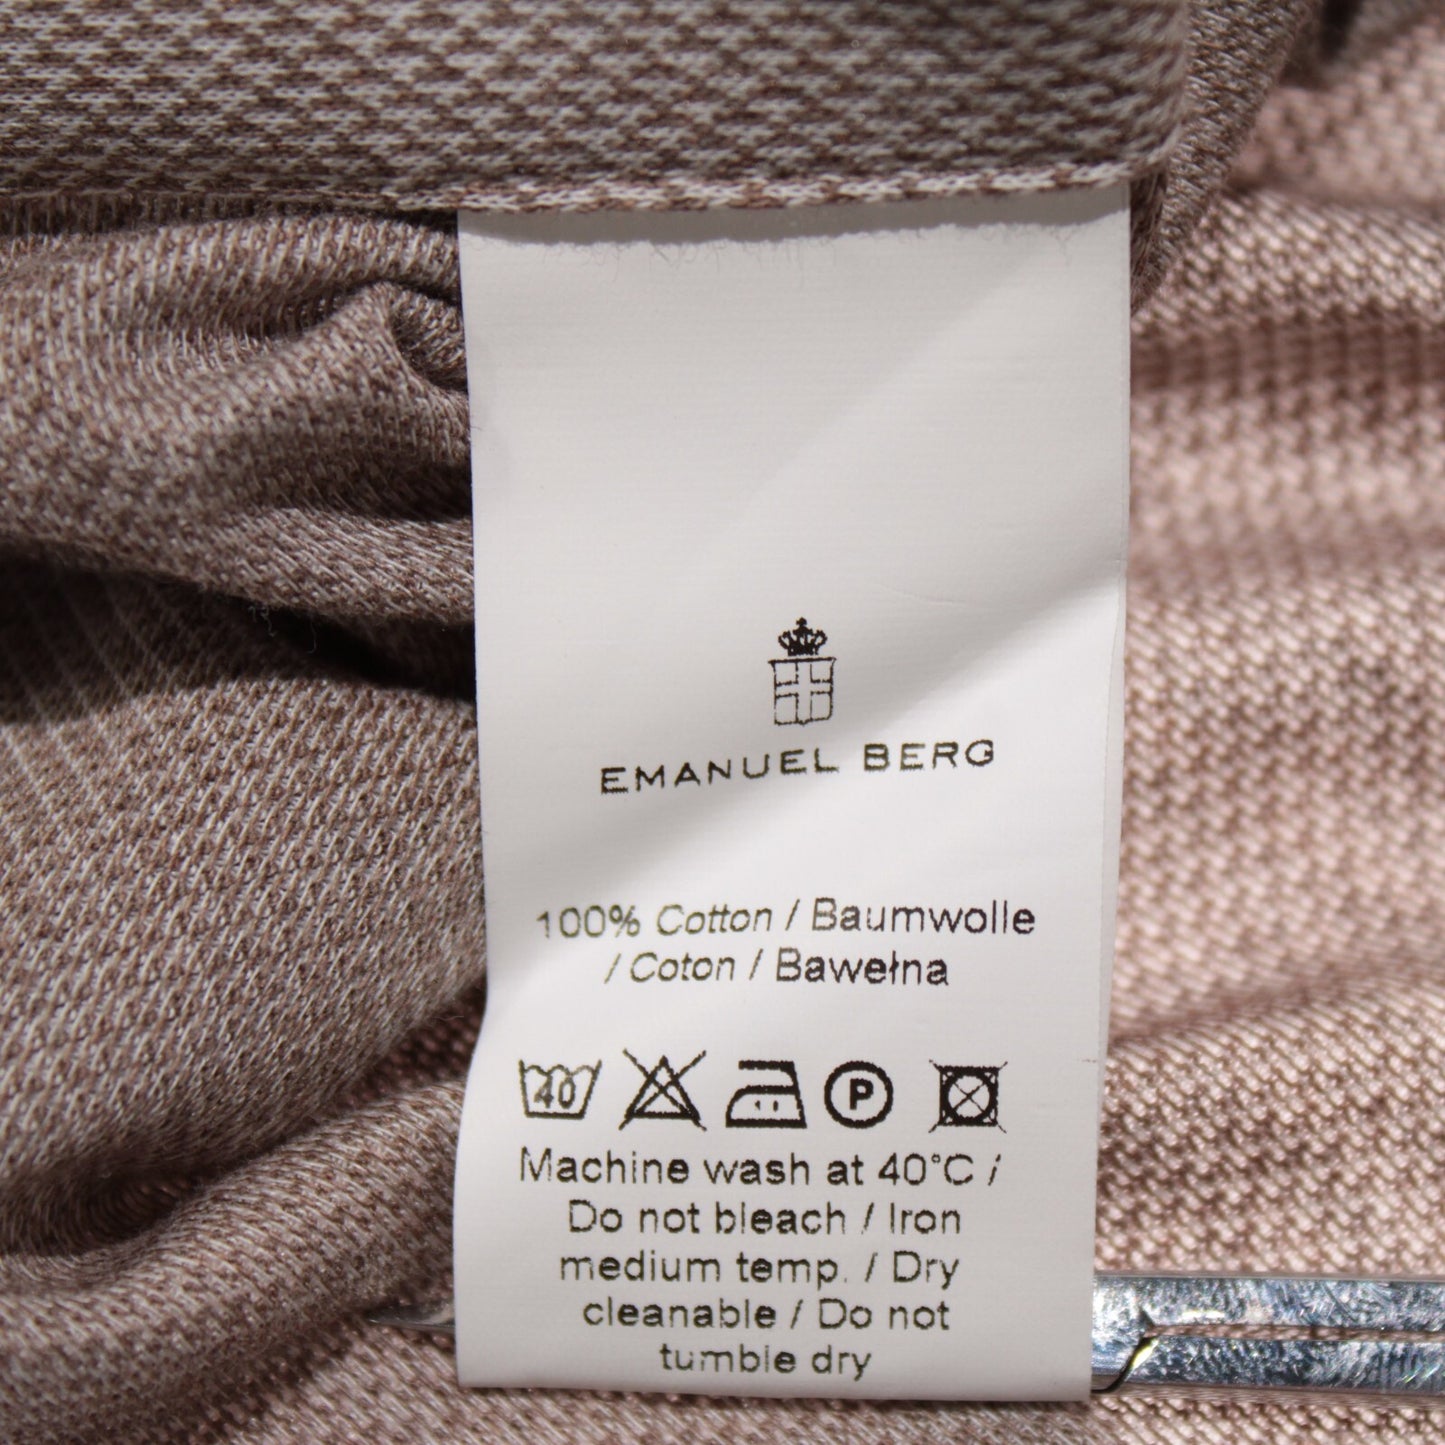 EMANUEL BERG
100% Cotton / Baumwolle
/ Coton / Bawełna
40 P
Machine wash at 40°C /
Do not bleach / Iron
medium temp. / Dry
cleanable / Do not
tumble dry